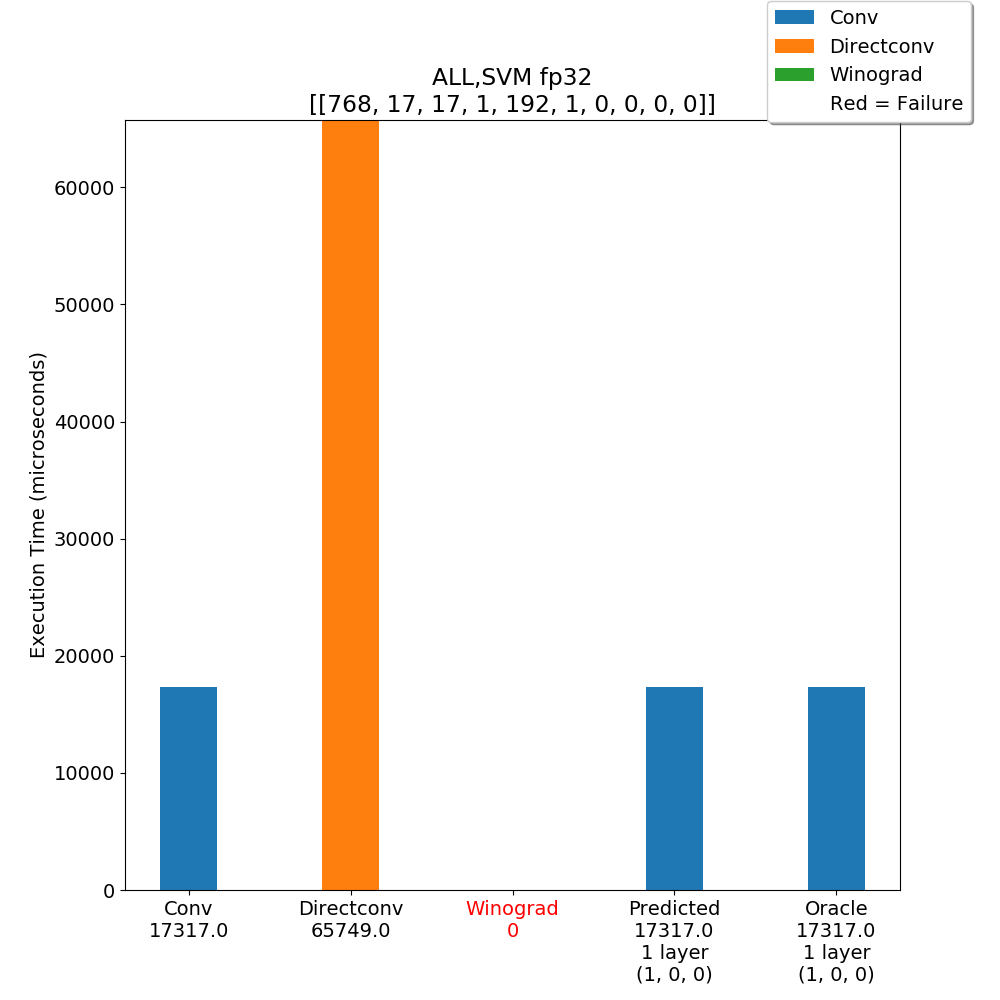 Conv
Directconv
Winograd
Red = Failure
ALL,SVM fp32
[[768, 17, 17, 1, 192, 1, 0, 0, 0, 0]]
Execution Time (microseconds)
60000
50000
40000
30000
20000
10000
0
Conv
17317.0
Directconv
65749.0
Winograd
0
Predicted
17317.0
1 layer
(1, 0, 0)
Oracle
17317.0
1 layer
(1, 0, 0)